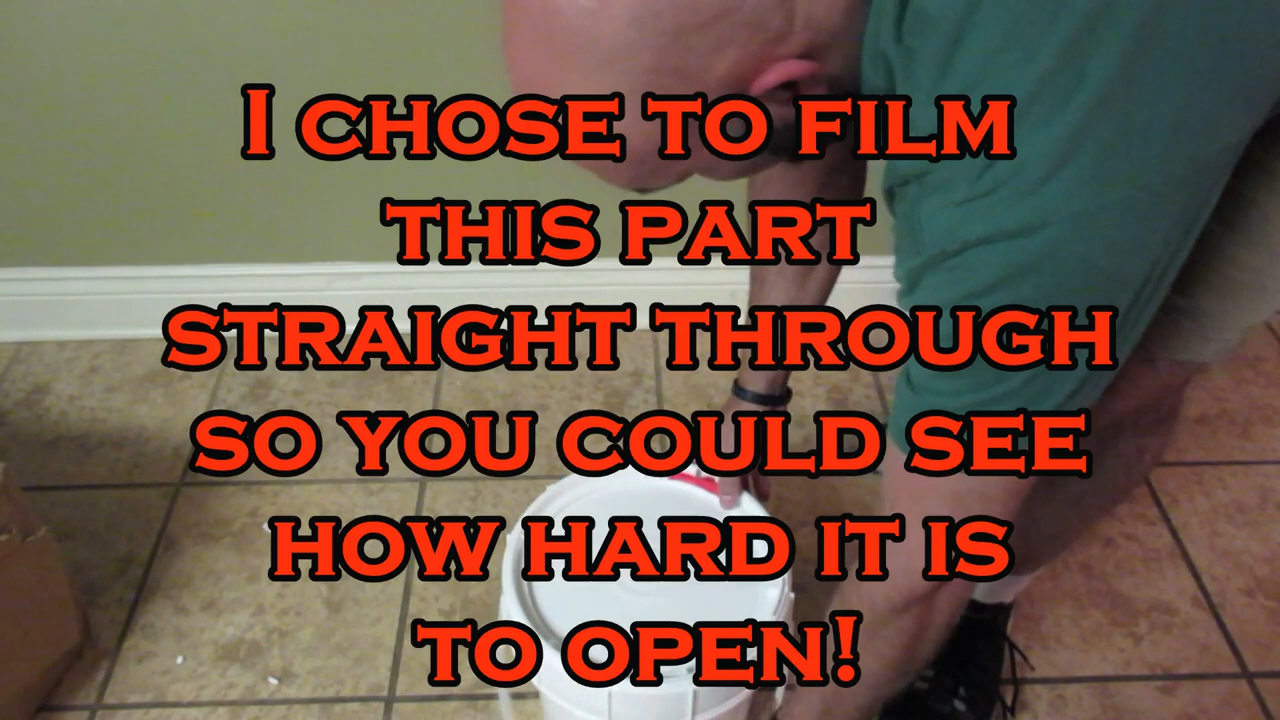 I CHOSE TO FILM
THIS PART
STRAIGHT THROUGH
SO YOU COULD SEE
HOW HARD IT IS
TO OPEN!